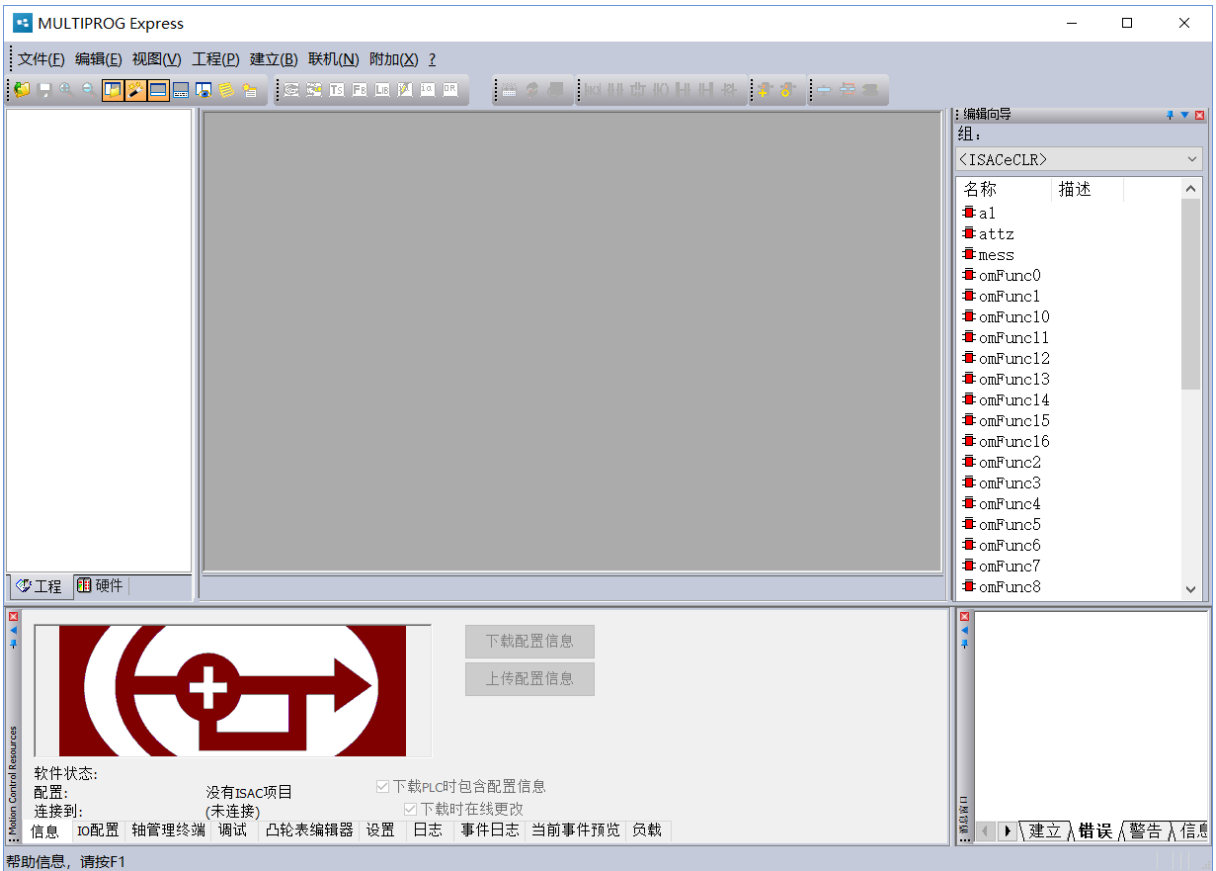 MULTIPROG Express
文件(F) 编辑(E) 视图(V) 工程(P) 建立(B) 联机(N) 附加(X) ?
TS FB LIB
编辑向导
组:
<ISACeCLR>
名称 描述
a1
attz
mess
omFunc0
omFunc1
omFunc10
omFunc11
omFunc12
omFunc13
omFunc14
omFunc15
omFunc16
omFunc2
omFunc3
omFunc4
omFunc5
omFunc6
omFunc7
omFunc8
工程 硬件
下载配置信息
上传配置信息
软件状态:
配置: 没有ISAC项目
连接到: (未连接)
下载PLC时包含配置信息
下载时在线更改
Motion Control Resources
信息 IO配置 轴管理终端 调试 凸轮表编辑器 设置 日志 事件日志 当前事件预览 负载
建立 错误 警告 信息
帮助信息, 请按F1